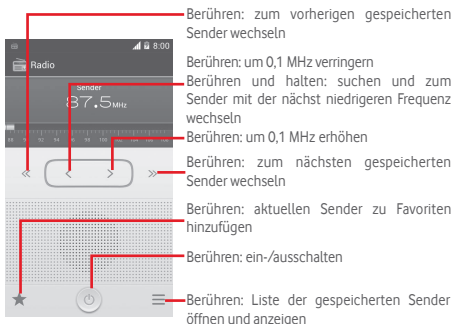 Berühren: zum vorherigen gespeicherten
Sender wechseln
8:00
Radio
Berühren: um 0,1 MHz verringern
Berühren und halten: suchen und zum
Sender mit der nächst niedrigeren Frequenz
wechseln
Sender
87.5MHz
Berühren: um 0,1 MHz erhöhen
Berühren: zum nächsten gespeicherten
Sender wechseln
Berühren: aktuellen Sender zu Favoriten
hinzufügen
Berühren: ein-/ausschalten
Berühren: Liste der gespeicherten Sender
öffnen und anzeigen